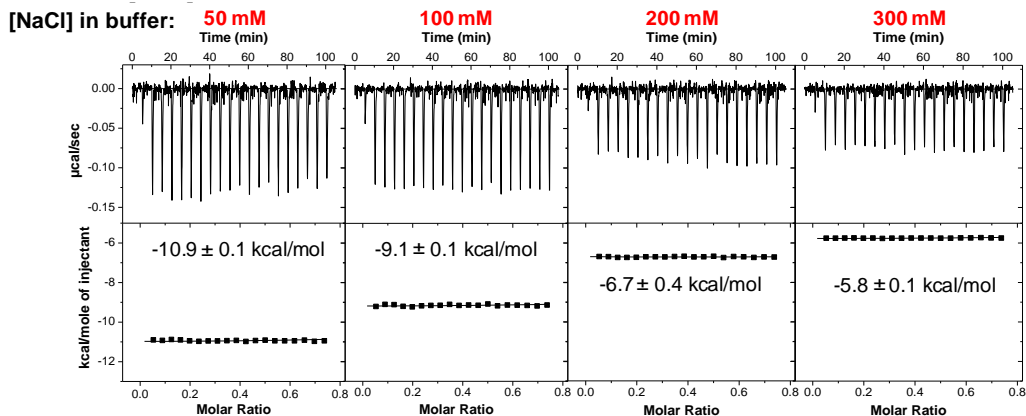 [NaCl] in buffer: 50 mM 100 mM 200 mM 300 mM
Time (min) Time (min) Time (min) Time (min)
0 20 40 60 80 100 0 20 40 60 80 100 0 20 40 60 80 100 0 20 40 60 80 100
0.00
-0.05
-0.10
-0.15
µcal/sec
-6
-8
-10
-12
kcal/mole of injectant
-10.9 ± 0.1 kcal/mol
-9.1 ± 0.1 kcal/mol
-6.7 ± 0.4 kcal/mol
-5.8 ± 0.1 kcal/mol
0.0 0.2 0.4 0.6 0.8 0.0 0.2 0.4 0.6 0.8 0.0 0.2 0.4 0.6 0.8 0.0 0.2 0.4 0.6 0.8
Molar Ratio Molar Ratio Molar Ratio Molar Ratio